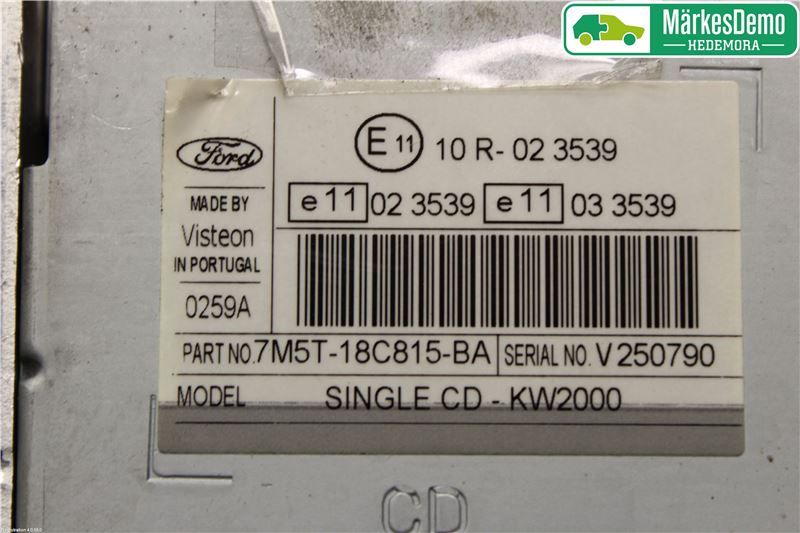 MärkesDemo
HEDEMORA
Ford
E 11 10 R- 02 3539
MADE BY
Visteon
IN PORTUGAL
0259A
e 11 02 3539 e 11 03 3539
PART NO. 7M5T-18C815-BA SERIAL NO. V 250790
MODEL SINGLE CD - KW2000
CD